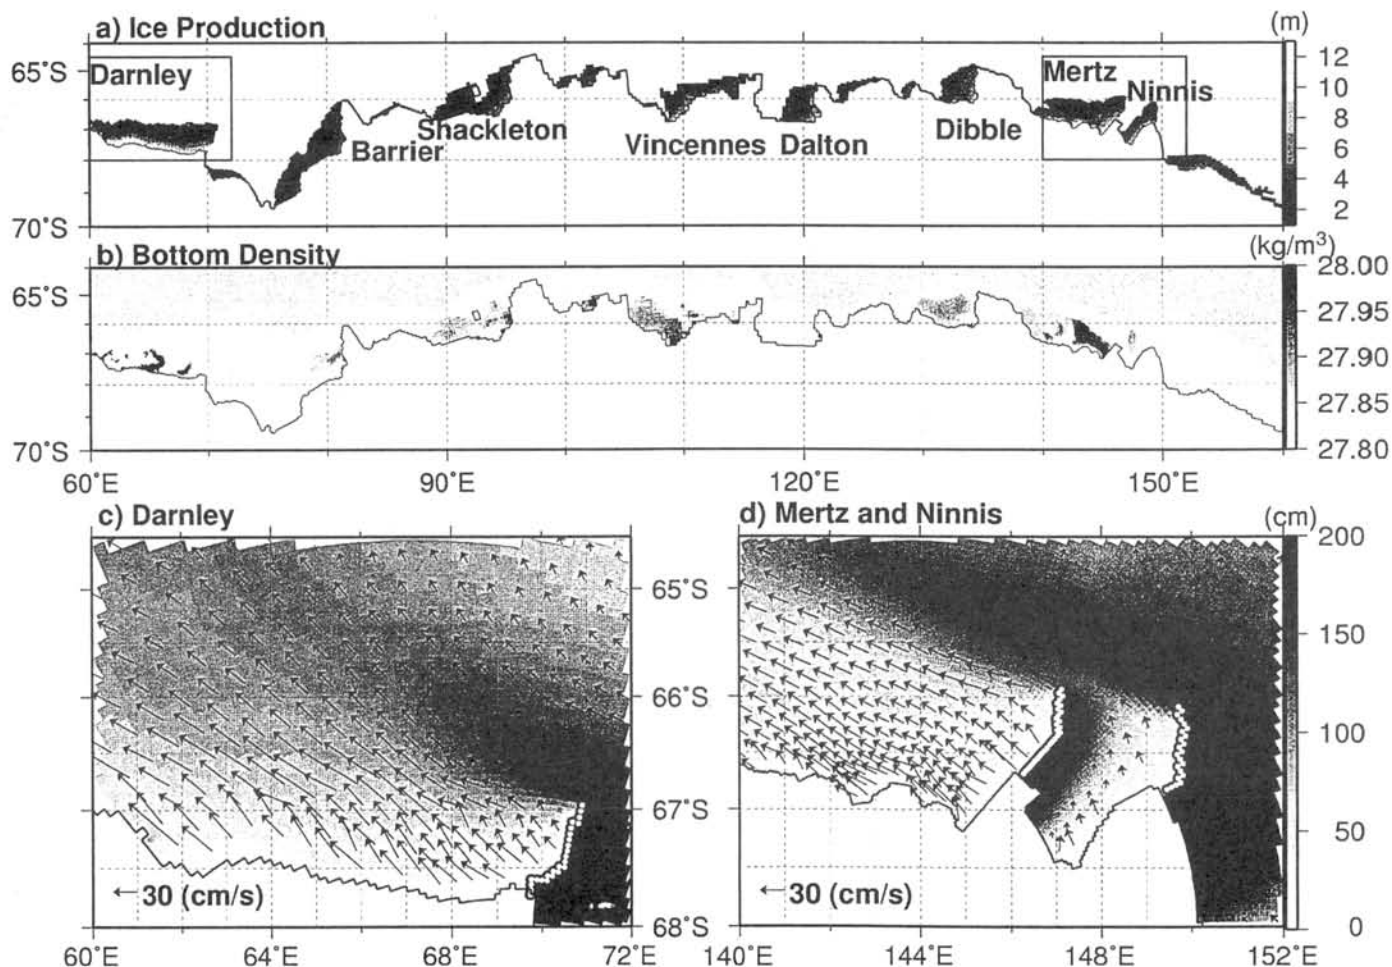 a) Ice Production
(m)
65°S
70°S
Darnley
Barrier
Shackleton
Vincennes
Dalton
Dibble
Mertz
Ninnis
12
10
8
6
4
2
b) Bottom Density
(kg/m³)
65°S
70°S
28.00
27.95
27.90
27.85
27.80
60°E
90°E
120°E
150°E
c) Darnley
65°S
66°S
67°S
68°S
30 (cm/s)
60°E
64°E
68°E
72°E
d) Mertz and Ninnis
(cm)
200
150
100
50
0
30 (cm/s)
140°E
144°E
148°E
152°E